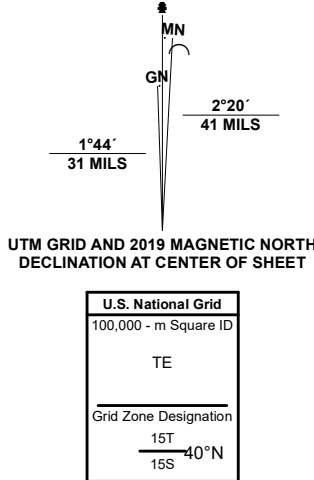 MN
GN
2°20´
41 MILS
1°44´
31 MILS
UTM GRID AND 2019 MAGNETIC NORTH
DECLINATION AT CENTER OF SHEET
U.S. National Grid
100,000 - m Square ID
TE
Grid Zone Designation
15T
40°N
15S